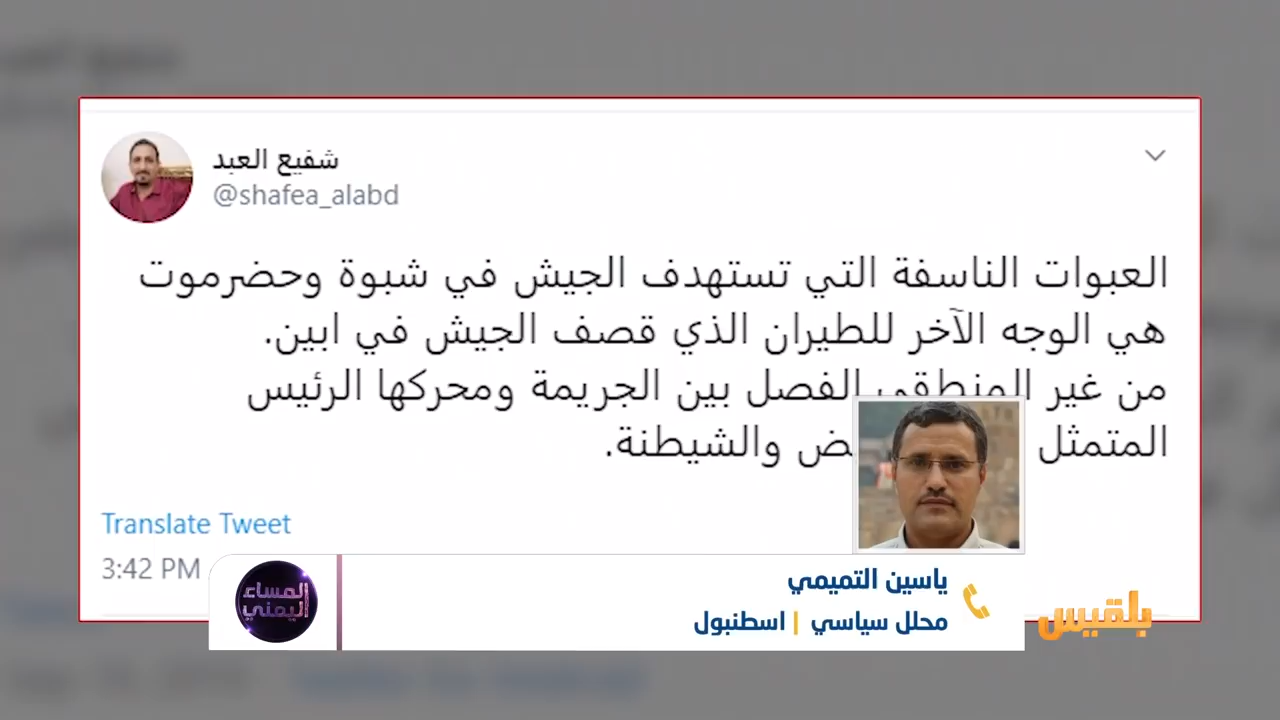 شفيع العبد
@shafea_alabd
العبوات الناسفة التي تستهدف الجيش في شبوة وحضرموت
هي الوجه الآخر للطيران الذي قصف الجيش في ابين.
من غير المنطقي الفصل بين الجريمة ومحركها الرئيس
المتمثل والشيطنة.
Translate Tweet
3:42 PM
ياسين التميمي
محلل سياسي | اسطنبول
المساء اليمني
بلقيس